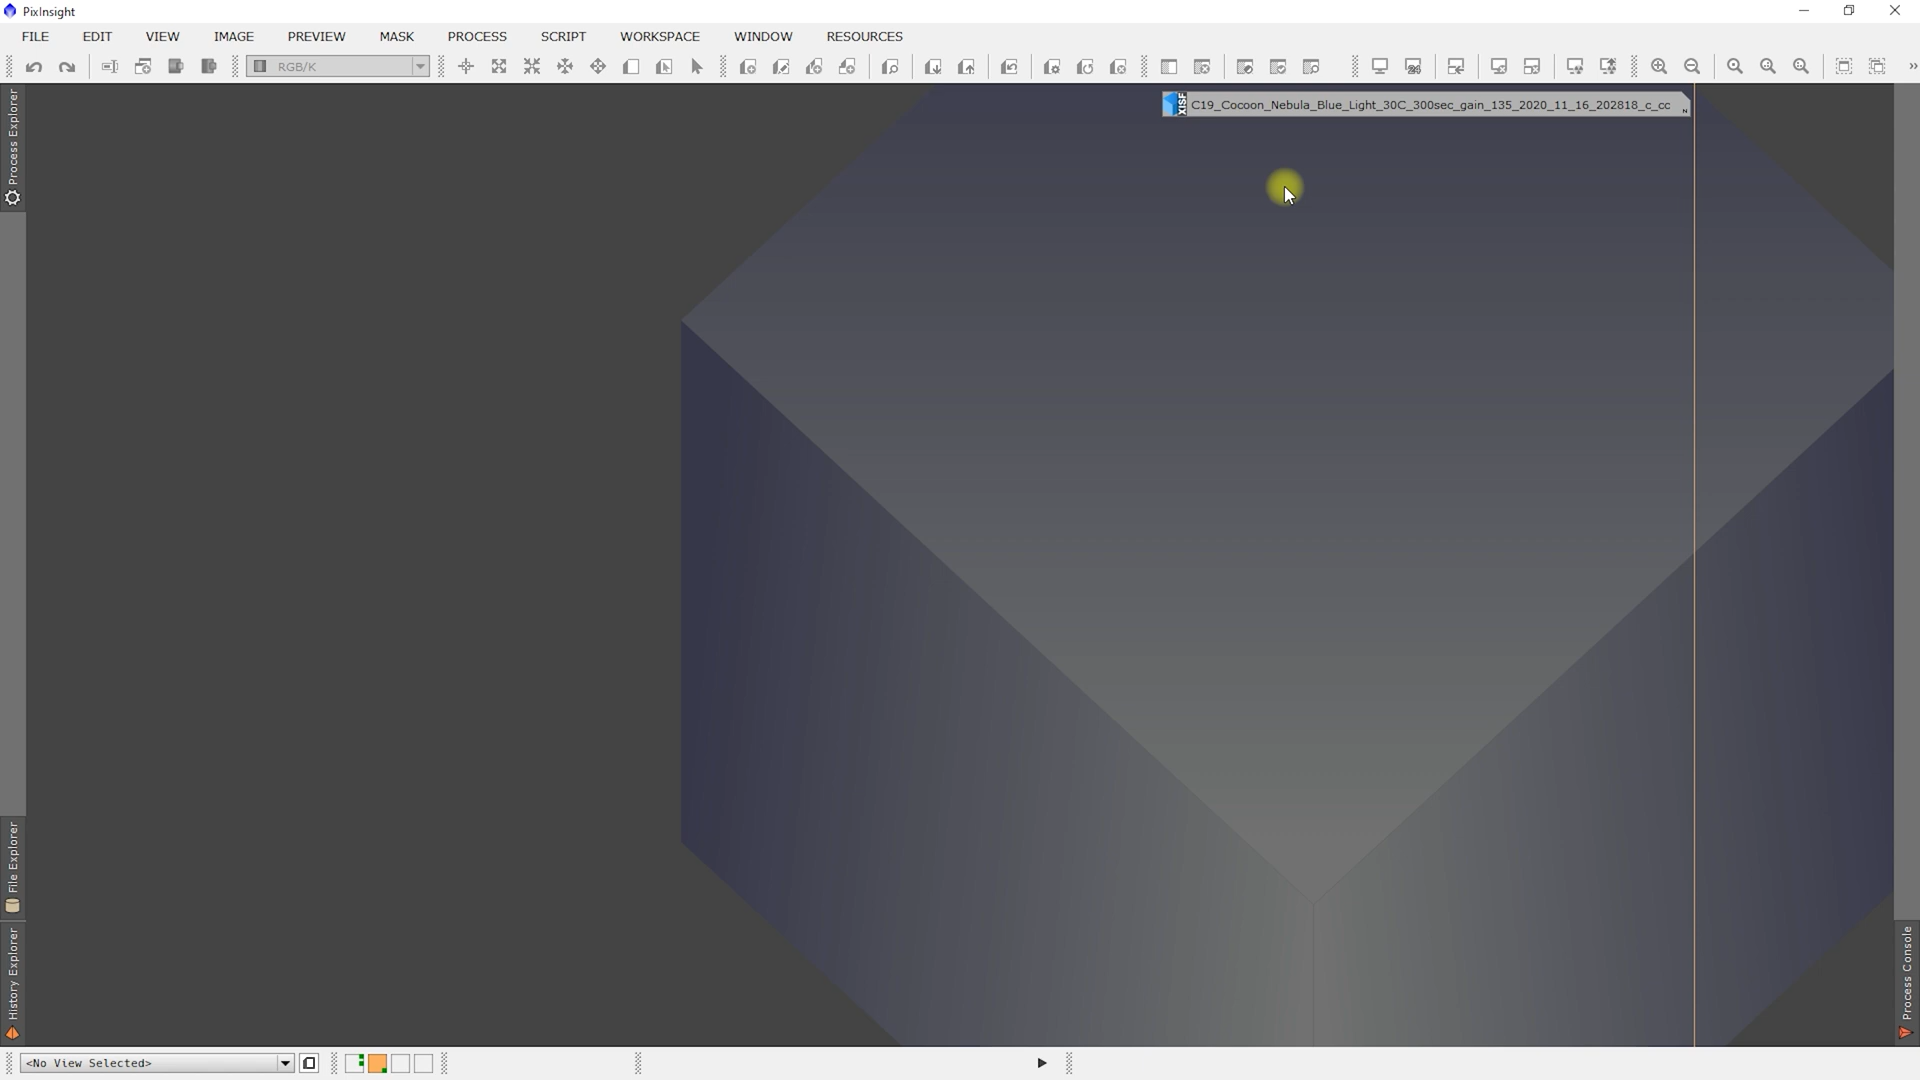 PixInsight
FILE EDIT VIEW IMAGE PREVIEW MASK PROCESS SCRIPT WORKSPACE WINDOW RESOURCES
RGB/K
Process Explorer
XISF C19_Cocoon_Nebula_Blue_Light_30C_300sec_gain_135_2020_11_16_202818_c_cc
File Explorer
History Explorer
Process Console
<No View Selected>